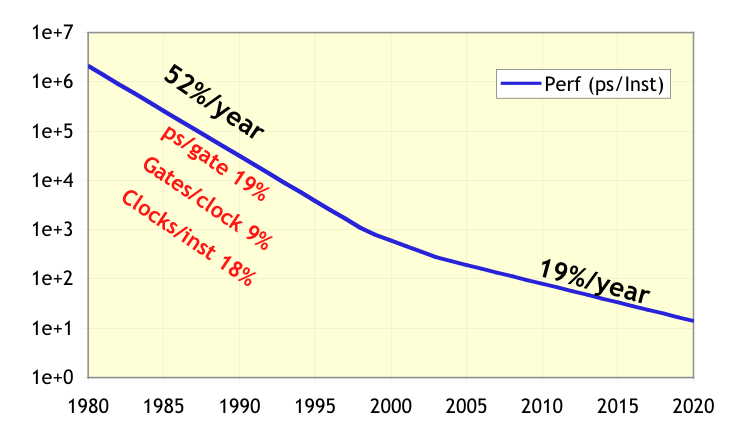 1e+7
1e+6
1e+5
1e+4
1e+3
1e+2
1e+1
1e+0
52%/year
ps/gate 19%
Gates/clock 9%
Clocks/inst 18%
Perf (ps/Inst)
19%/year
1980 1985 1990 1995 2000 2005 2010 2015 2020